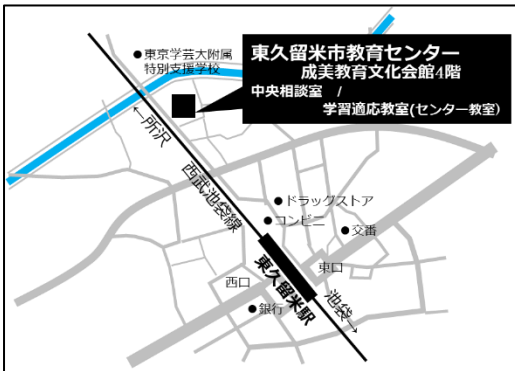 東京学芸大附属
特別支援学校
東久留米市教育センター
成美教育文化会館4階
中央相談室　/
学習適応教室(センター教室)
←所沢
西武池袋線
ドラッグストア
コンビニ
交番
東久留米駅
東口
西口
銀行
池袋→